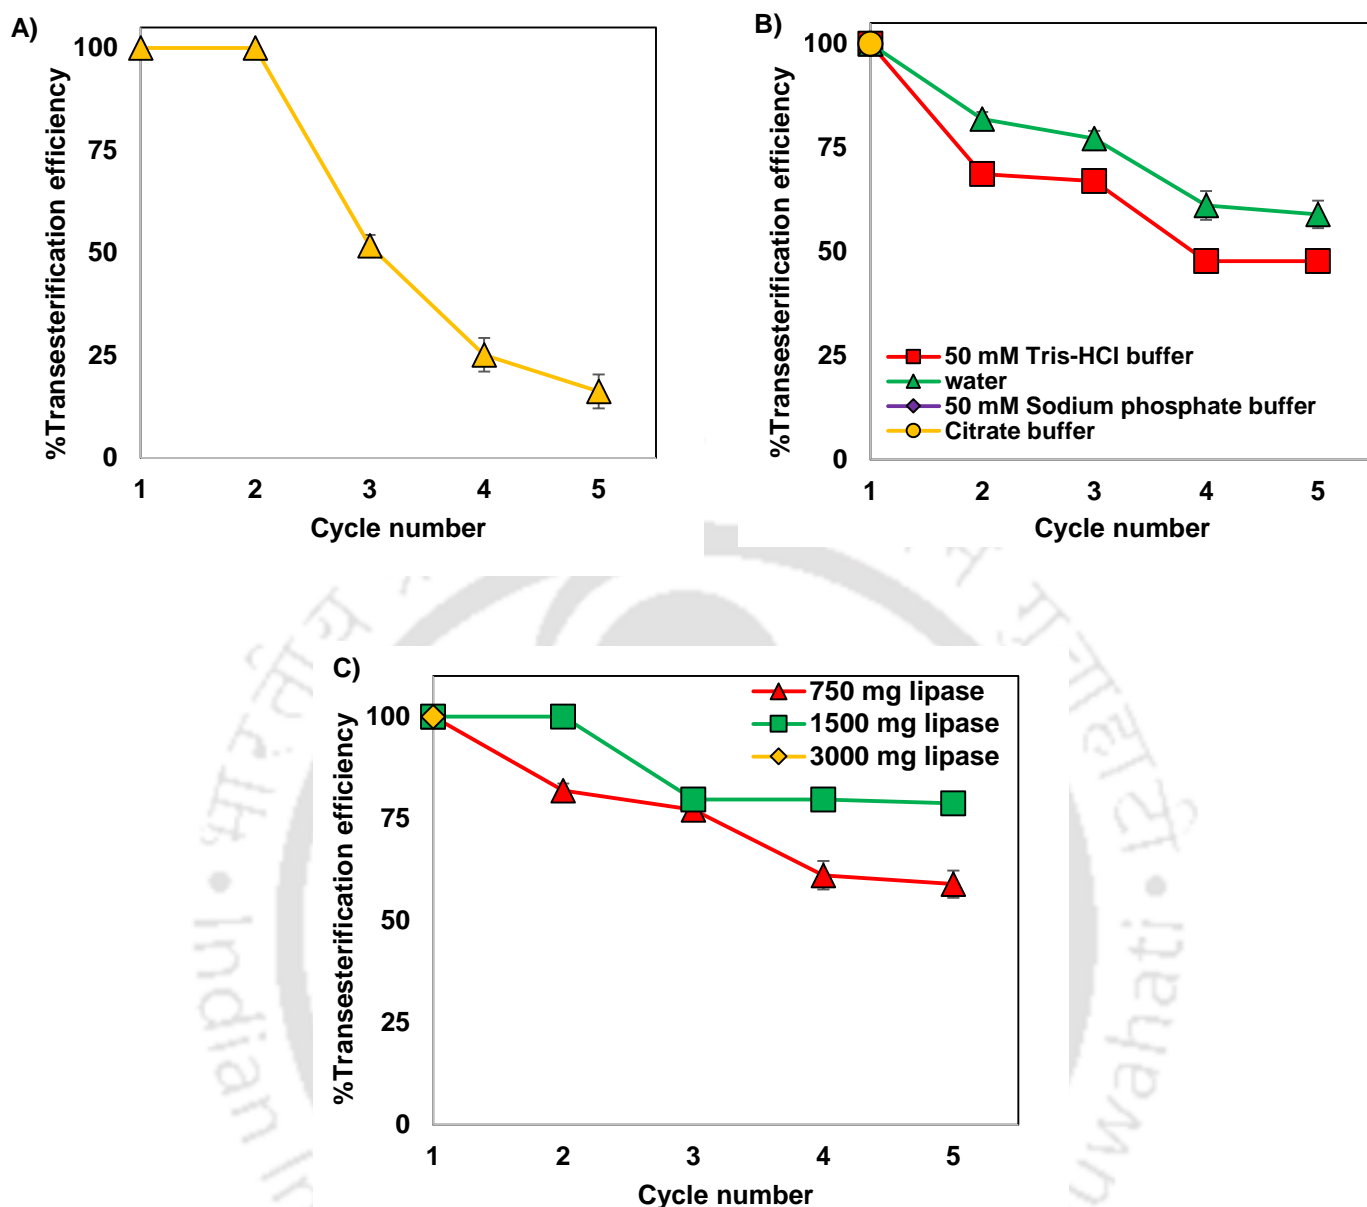 A)
%Transesterification efficiency
100
75
50
25
0
1 2 3 4 5
Cycle number
B)
%Transesterification efficiency
100
75
50
25
0
50 mM Tris-HCl buffer
water
50 mM Sodium phosphate buffer
Citrate buffer
1 2 3 4 5
Cycle number
C)
%Transesterification efficiency
100
75
50
25
0
750 mg lipase
1500 mg lipase
3000 mg lipase
1 2 3 4 5
Cycle number
Indian In
uwahati